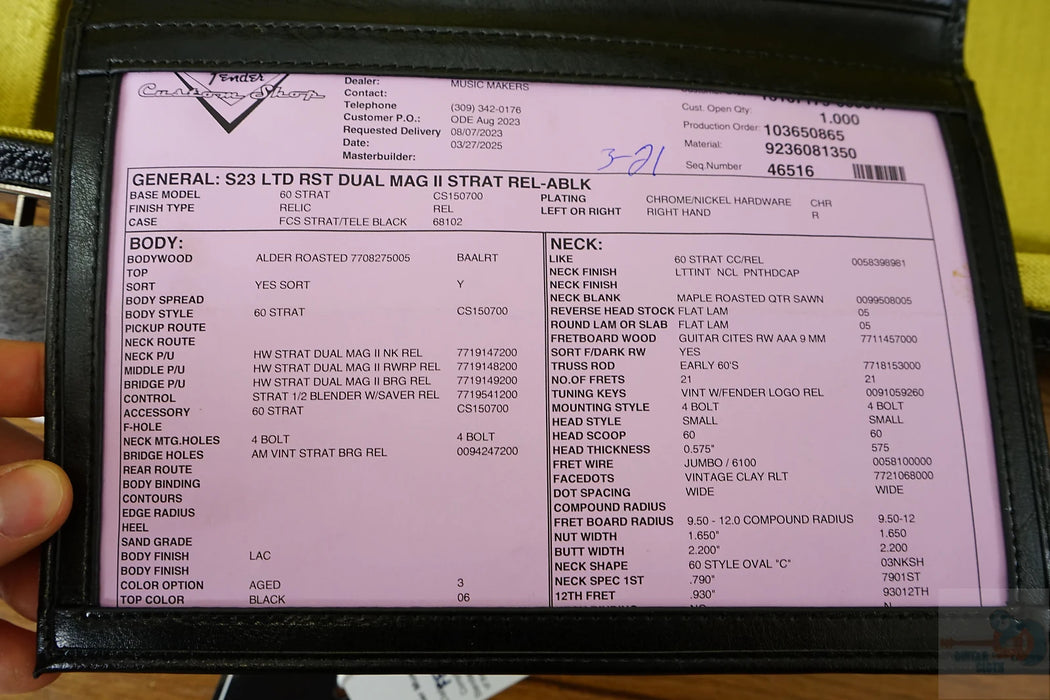 Fender
Custom Shop
Dealer: MUSIC MAKERS
Contact:
Telephone (309) 342-0176
Customer P.O.: ODE Aug 2023
Requested Delivery 08/07/2023
Date: 03/27/2025
Masterbuilder:
Cust. Open Qty: 1.000
Production Order: 103650865
Material: 9236081350
Seq.Number 46516
3-21
GENERAL: S23 LTD RST DUAL MAG II STRAT REL-ABLK
BASE MODEL 60 STRAT CS150700 PLATING CHROME/NICKEL HARDWARE CHR
FINISH TYPE RELIC REL LEFT OR RIGHT RIGHT HAND R
CASE FCS STRAT/TELE BLACK 68102
BODY:
BODYWOOD ALDER ROASTED 7708275005 BAALRT
TOP
SORT YES SORT Y
BODY SPREAD
BODY STYLE 60 STRAT CS150700
PICKUP ROUTE
NECK ROUTE
NECK P/U HW STRAT DUAL MAG II NK REL 7719147200
MIDDLE P/U HW STRAT DUAL MAG II RWRP REL 7719148200
BRIDGE P/U HW STRAT DUAL MAG II BRG REL 7719149200
CONTROL STRAT 1/2 BLENDER W/SAVER REL 7719541200
ACCESSORY 60 STRAT CS150700
F-HOLE
NECK MTG.HOLES 4 BOLT 4 BOLT
BRIDGE HOLES AM VINT STRAT BRG REL 0094247200
REAR ROUTE
BODY BINDING
CONTOURS
EDGE RADIUS
HEEL
SAND GRADE
BODY FINISH LAC
BODY FINISH
COLOR OPTION AGED 3
TOP COLOR BLACK 06
NECK:
LIKE 60 STRAT CC/REL 0058398981
NECK FINISH LTTINT NCL PNTHDCAP
NECK FINISH
NECK BLANK MAPLE ROASTED QTR SAWN 0099508005
REVERSE HEAD STOCK FLAT LAM 05
ROUND LAM OR SLAB FLAT LAM 05
FRETBOARD WOOD GUITAR CITES RW AAA 9 MM 7711457000
SORT F/DARK RW YES
TRUSS ROD EARLY 60'S 7718153000
NO.OF FRETS 21 21
TUNING KEYS VINT W/FENDER LOGO REL 0091059260
MOUNTING STYLE 4 BOLT 4 BOLT
HEAD STYLE SMALL SMALL
HEAD SCOOP 60 60
HEAD THICKNESS 0.575" 575
FRET WIRE JUMBO / 6100 0058100000
FACEDOTS VINTAGE CLAY RLT 7721068000
DOT SPACING WIDE WIDE
COMPOUND RADIUS
FRET BOARD RADIUS 9.50 - 12.0 COMPOUND RADIUS 9.50-12
NUT WIDTH 1.650" 1.650
BUTT WIDTH 2.200" 2.200
NECK SHAPE 60 STYLE OVAL "C" 03NKSH
NECK SPEC 1ST .790" 7901ST
12TH FRET .930" 93012TH